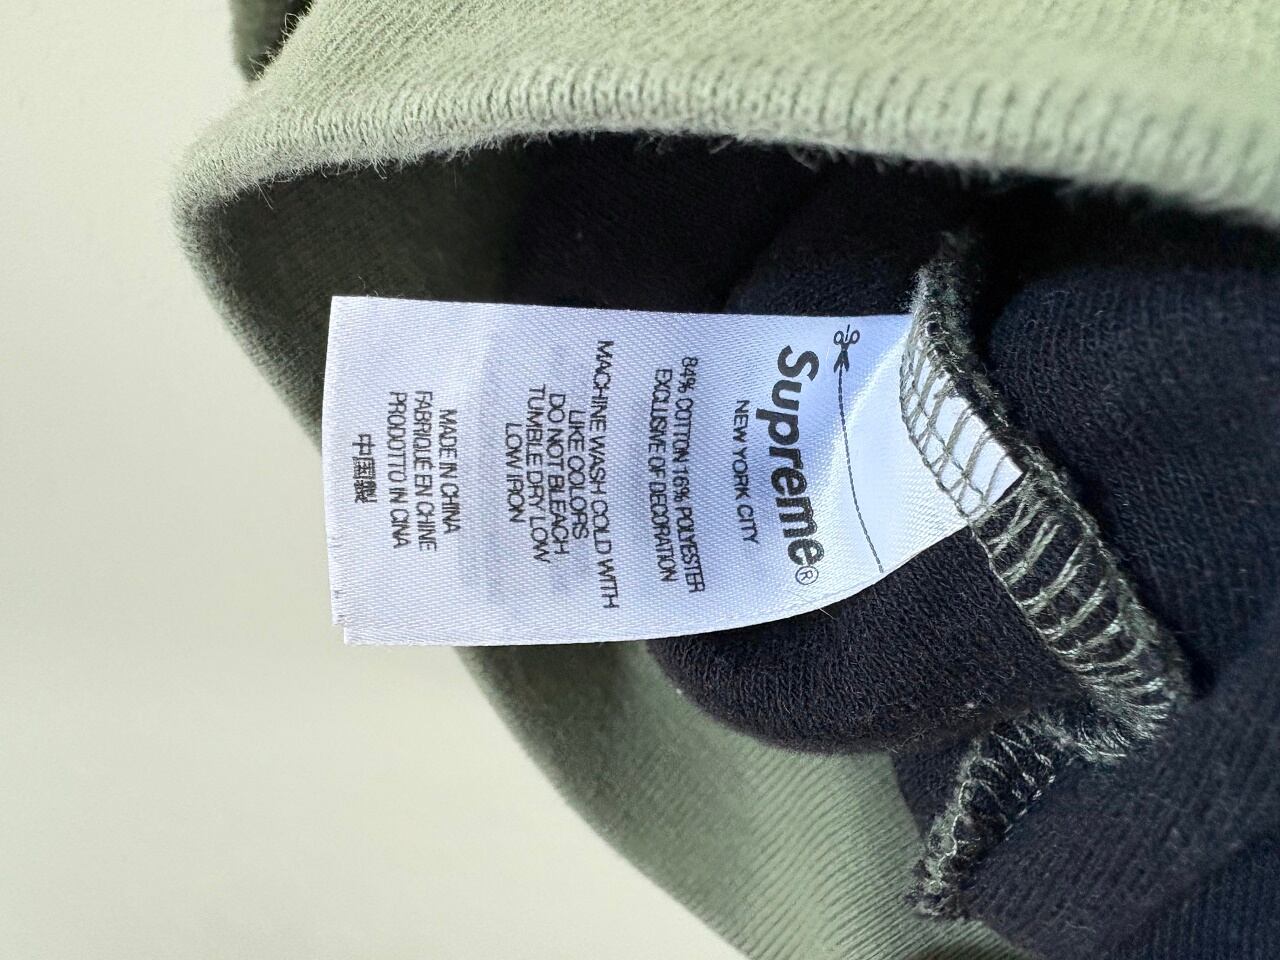 Supreme®
NEW YORK CITY
84% COTTON 16% POLYESTER
EXCLUSIVE OF DECORATION
MACHINE WASH COLD WITH
LIKE COLORS
DO NOT BLEACH
TUMBLE DRY LOW
LOW IRON
MADE IN CHINA
FABRIQUÉ EN CHINE
PRODOTTO IN CINA
中国製